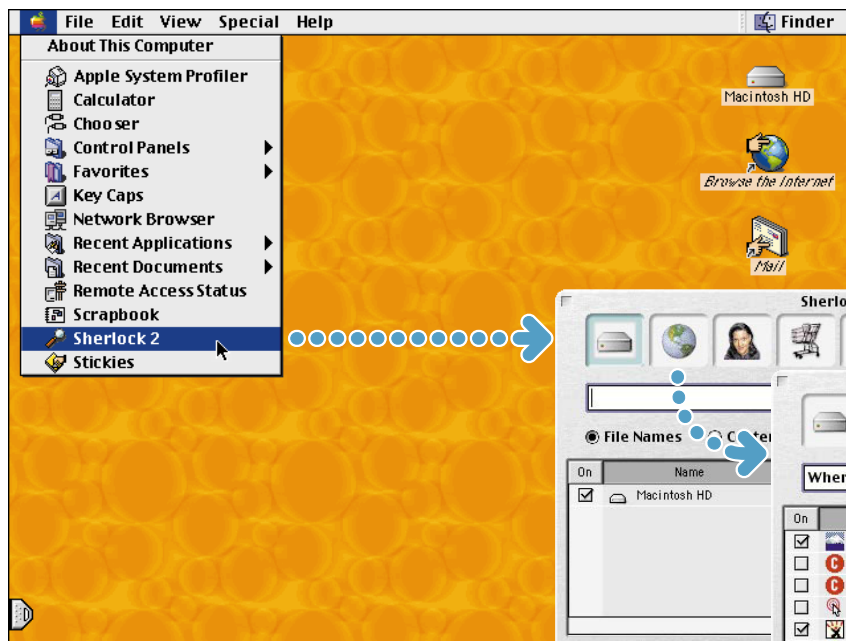 File Edit View Special Help
Finder
About This Computer
Apple System Profiler
Calculator
Chooser
Control Panels
Favorites
Key Caps
Network Browser
Recent Applications
Recent Documents
Remote Access Status
Scrapbook
Sherlock 2
Stickies
Macintosh HD
Browse the Internet
Mail
Sherlo
File Names
On Name
Macintosh HD
Wher
On